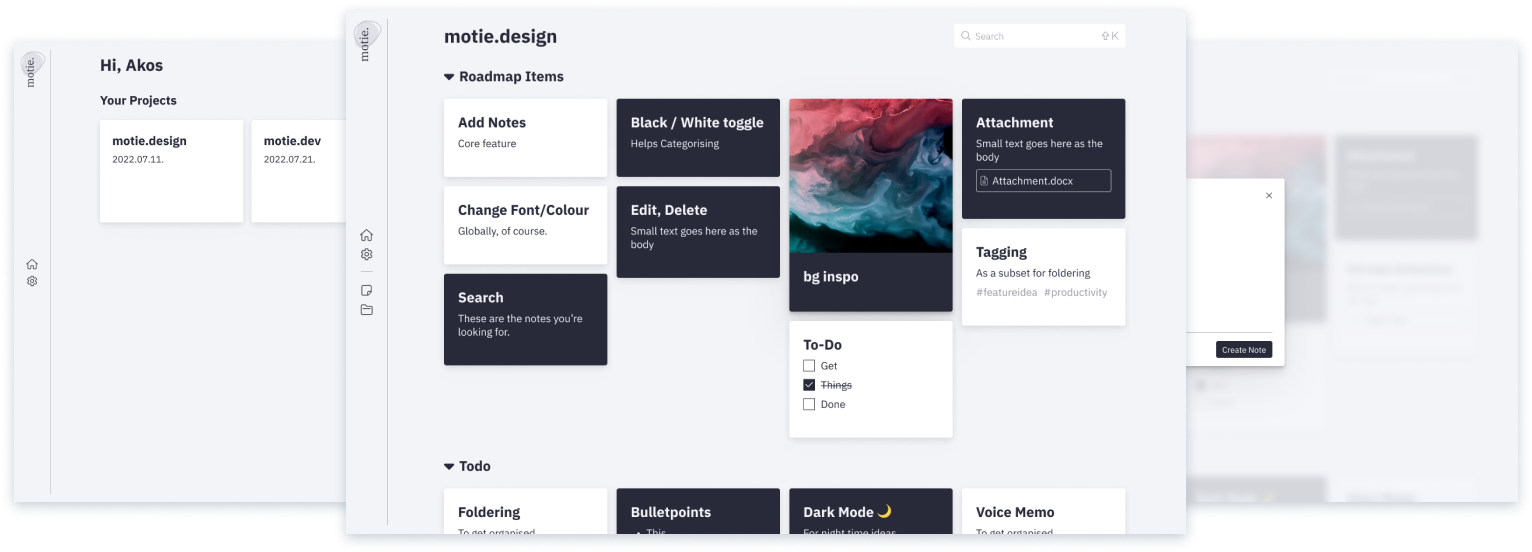 motie.
Hi, Akos
Your Projects
motie.design
2022.07.11.
motie.dev
2022.07.21.
motie.
motie.design
Search
⇧ K
Roadmap Items
Add Notes
Core feature
Change Font/Colour
Globally, of course.
Search
These are the notes you're
looking for.
Black / White toggle
Helps Categorising
Edit, Delete
Small text goes here as the
body
bg inspo
To-Do
Get
Things
Done
Attachment
Small text goes here as the
body
Attachment.docx
Tagging
As a subset for foldering
#featureidea #productivity
Todo
Foldering
To get organised
Bulletpoints
• This
Dark Mode 🌙
For night time ideas
Voice Memo
To get organised
Create Note